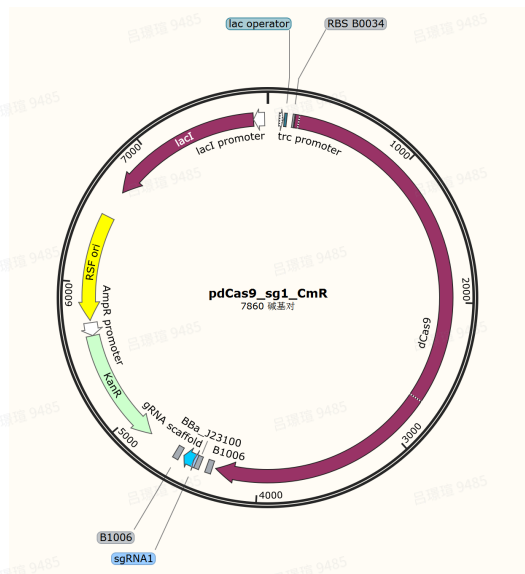 lac operator
RBS B0034
lacI
lacI promoter
trc promoter
7000
1000
RSF ori
6000
AmpR promoter
pdCas9_sg1_CmR
7860 碱基对
2000
dCas9
KanR
gRNA scaffold
BBa_J23100
B1006
5000
3000
4000
B1006
sgRNA1
9485